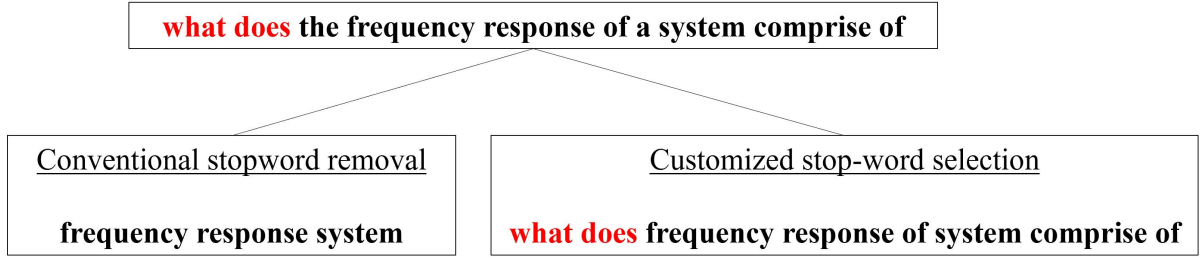 what does the frequency response of a system comprise of
Conventional stopword removal
frequency response system
Customized stop-word selection
what does frequency response of system comprise of